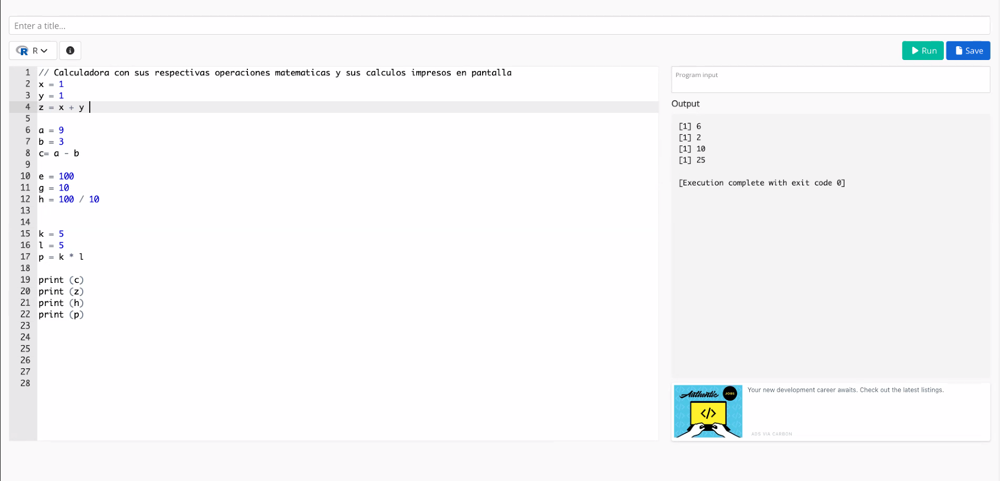 Enter a title...
R
Run
Save
1 // Calculadora con sus respectivas operaciones matematicas y sus calculos impresos en pantalla
2 x = 1
3 y = 1
4 z = x + y
5
6 a = 9
7 b = 3
8 c= a - b
9
10 e = 100
11 g = 10
12 h = 100 / 10
13
14
15 k = 5
16 l = 5
17 p = k * l
18
19 print (c)
20 print (z)
21 print (h)
22 print (p)
23
24
25
26
27
28
Program input
Output
[1] 6
[1] 2
[1] 10
[1] 25
[Execution complete with exit code 0]
Authentic JOBS
</>
Your new development career awaits. Check out the latest listings.
ADS VIA CARBON